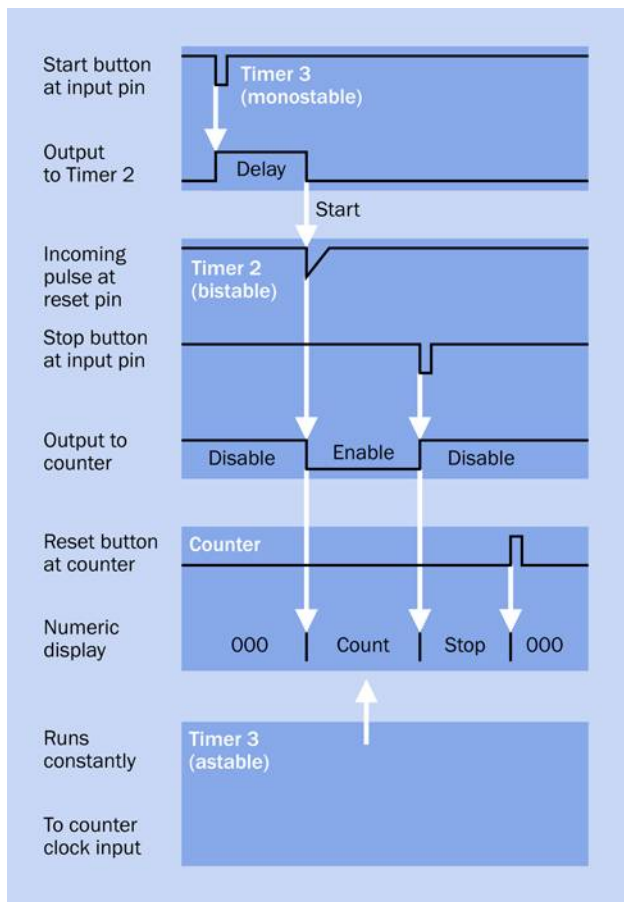 Start button
at input pin
Timer 3
(monostable)
Output
to Timer 2
Delay
Start
Incoming
pulse at
reset pin
Timer 2
(bistable)
Stop button
at input pin
Output to
counter
Disable
Enable
Disable
Reset button
at counter
Counter
Numeric
display
000
Count
Stop
000
Runs
constantly
Timer 3
(astable)
To counter
clock input